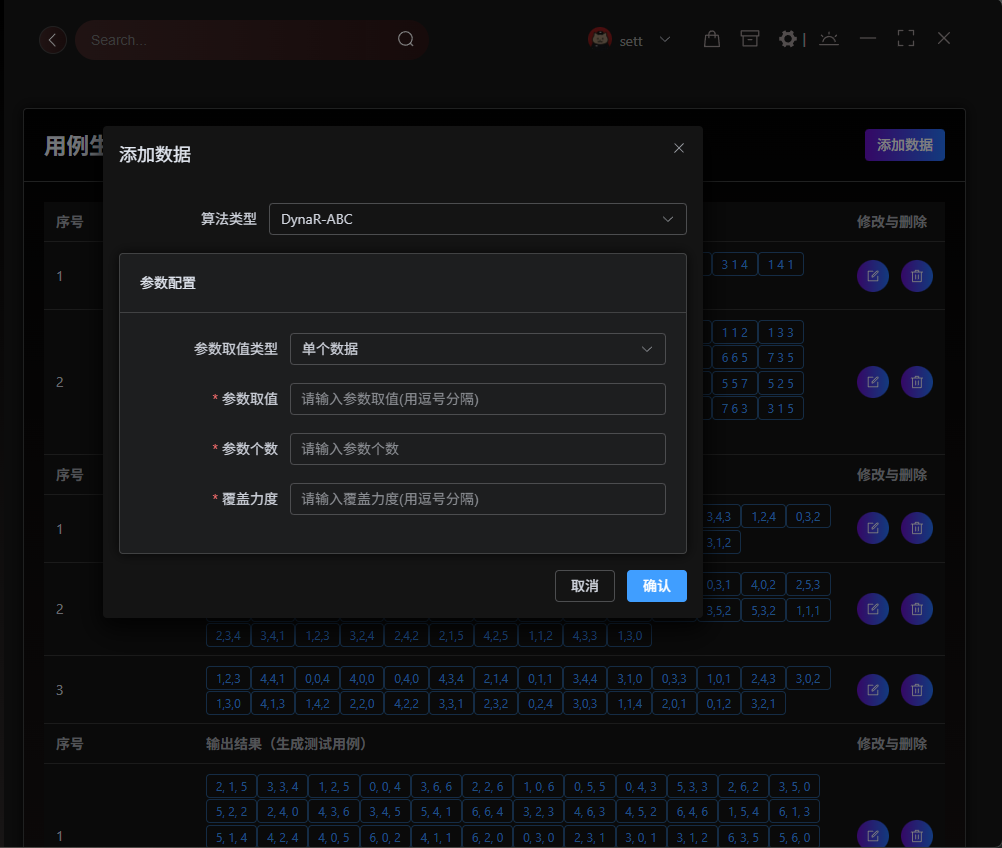 Search...
sett
用例生
添加数据
添加数据
算法类型
DynaR-ABC
参数配置
参数取值类型
单个数据
* 参数取值
请输入参数取值(用逗号分隔)
* 参数个数
请输入参数个数
* 覆盖力度
请输入覆盖力度(用逗号分隔)
取消
确认
序号 修改与删除
1 3 1 4 1 4 1
1 1 2 1 3 3
6 6 5 7 3 5
2 5 5 7 5 2 5
7 6 3 3 1 5
序号 修改与删除
3,4,3 1,2,4 0,3,2
1 3,1,2
0,3,1 4,0,2 2,5,3
2 3,5,2 5,3,2 1,1,1
2,3,4 3,4,1 1,2,3 3,2,4 2,4,2 2,1,5 4,2,5 1,1,2 4,3,3 1,3,0
1,2,3 4,4,1 0,0,4 4,0,0 0,4,0 4,3,4 2,1,4 0,1,1 3,4,4 3,1,0 0,3,3 1,0,1 2,4,3 3,0,2
3 1,3,0 4,1,3 1,4,2 2,2,0 4,2,2 3,3,1 2,3,2 0,2,4 3,0,3 1,1,4 2,0,1 0,1,2 3,2,1
序号 输出结果（生成测试用例） 修改与删除
2, 1, 5 3, 3, 4 1, 2, 5 0, 0, 4 3, 6, 6 2, 2, 6 1, 0, 6 0, 5, 5 0, 4, 3 5, 3, 3 2, 6, 2 3, 5, 0
5, 2, 2 2, 4, 0 4, 3, 6 3, 4, 5 5, 4, 1 6, 6, 4 3, 2, 3 4, 6, 3 4, 5, 2 6, 4, 6 1, 5, 4 6, 1, 3
1 5, 1, 4 4, 2, 4 4, 0, 5 6, 0, 2 4, 1, 1 6, 2, 0 0, 3, 0 2, 3, 1 3, 0, 1 3, 1, 2 6, 3, 5 5, 6, 0